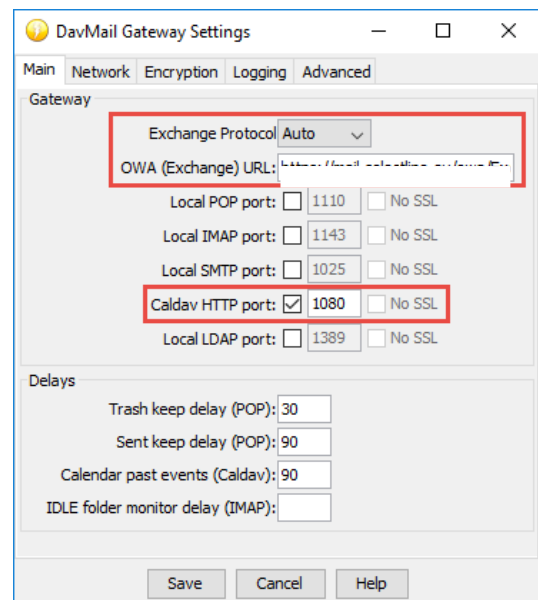 DavMail Gateway Settings
Main Network Encryption Logging Advanced
Gateway
Exchange Protocol Auto
OWA (Exchange) URL:
Local POP port: 1110 No SSL
Local IMAP port: 1143 No SSL
Local SMTP port: 1025 No SSL
Caldav HTTP port: 1080 No SSL
Local LDAP port: 1389 No SSL
Delays
Trash keep delay (POP): 30
Sent keep delay (POP): 90
Calendar past events (Caldav): 90
IDLE folder monitor delay (IMAP):
Save Cancel Help